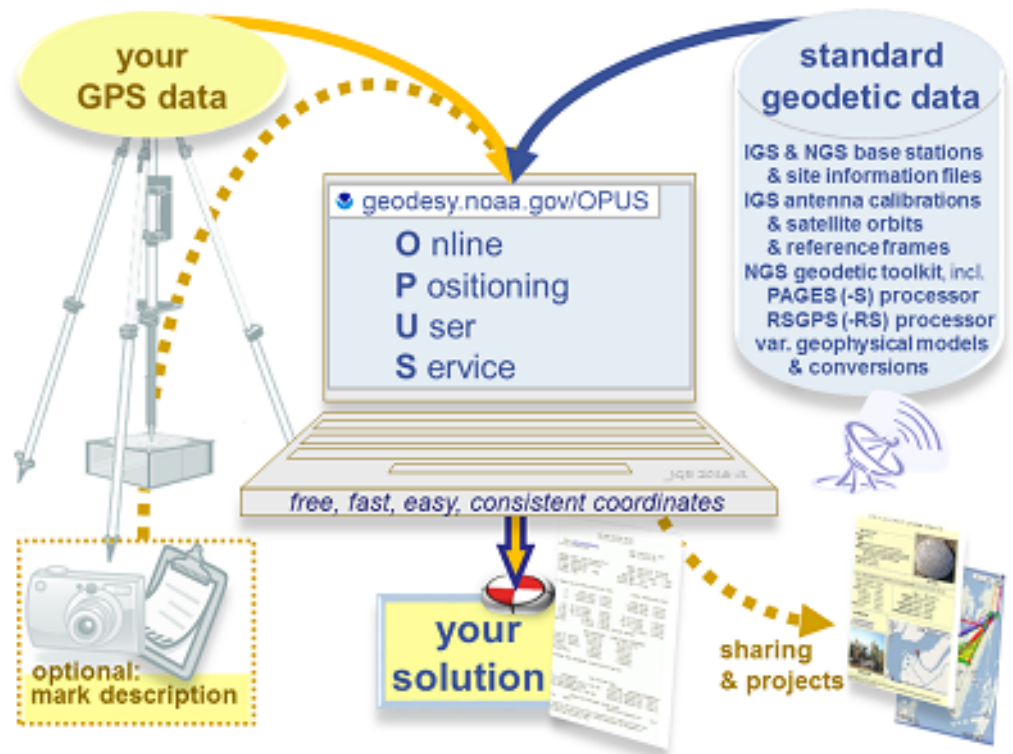 your
GPS data
standard
geodetic data
IGS & NGS base stations
& site information files
IGS antenna calibrations
& satellite orbits
& reference frames
NGS geodetic toolkit, incl.
PAGES (-S) processor
RSGPS (-RS) processor
var. geophysical models
& conversions
geodesy.noaa.gov/OPUS
O nline
P ositioning
U ser
S ervice
free, fast, easy, consistent coordinates
optional:
mark description
your
solution
sharing
& projects